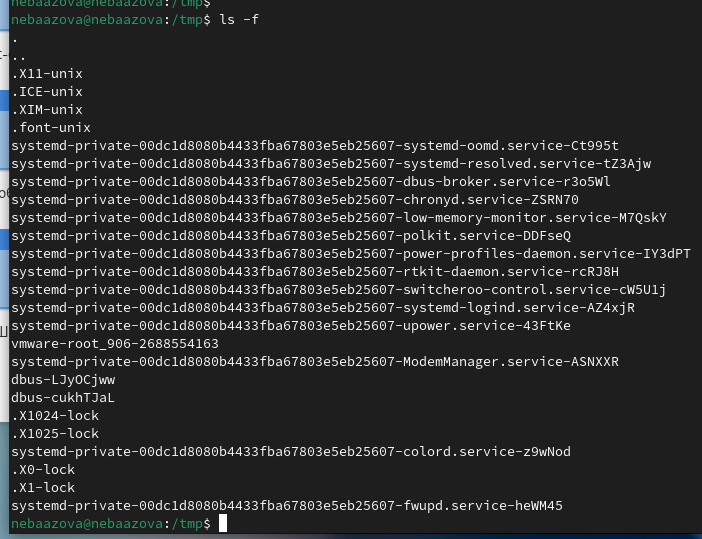 nebaazova@nebaazova:/tmp$
nebaazova@nebaazova:/tmp$ ls -f
.
..
.X11-unix
.ICE-unix
.XIM-unix
.font-unix
systemd-private-00dc1d8080b4433fba67803e5eb25607-systemd-oomd.service-Ct995t
systemd-private-00dc1d8080b4433fba67803e5eb25607-systemd-resolved.service-tZ3Ajw
systemd-private-00dc1d8080b4433fba67803e5eb25607-dbus-broker.service-r3o5Wl
systemd-private-00dc1d8080b4433fba67803e5eb25607-chronyd.service-ZSRN70
systemd-private-00dc1d8080b4433fba67803e5eb25607-low-memory-monitor.service-M7QskY
systemd-private-00dc1d8080b4433fba67803e5eb25607-polkit.service-DDFseQ
systemd-private-00dc1d8080b4433fba67803e5eb25607-power-profiles-daemon.service-IY3dPT
systemd-private-00dc1d8080b4433fba67803e5eb25607-rtkit-daemon.service-rcRJ8H
systemd-private-00dc1d8080b4433fba67803e5eb25607-switcheroo-control.service-cW5U1j
systemd-private-00dc1d8080b4433fba67803e5eb25607-systemd-logind.service-AZ4xjR
systemd-private-00dc1d8080b4433fba67803e5eb25607-upower.service-43FtKe
vmware-root_906-2688554163
systemd-private-00dc1d8080b4433fba67803e5eb25607-ModemManager.service-ASNXXR
dbus-LJyOCjww
dbus-cukhTJaL
.X1024-lock
.X1025-lock
systemd-private-00dc1d8080b4433fba67803e5eb25607-colord.service-z9wNod
.X0-lock
.X1-lock
systemd-private-00dc1d8080b4433fba67803e5eb25607-fwupd.service-heWM45
nebaazova@nebaazova:/tmp$